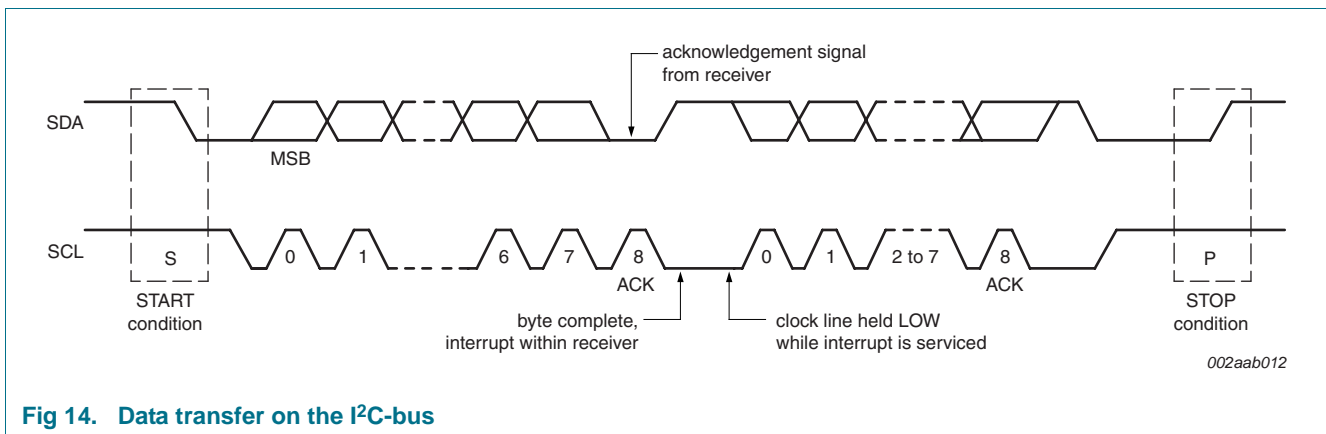 acknowledgement signal
from receiver
SDA
MSB
SCL
S
0
1
6
7
8
0
1
2 to 7
8
P
ACK
ACK
START
condition
byte complete,
interrupt within receiver
clock line held LOW
while interrupt is serviced
STOP
condition
002aab012
Fig 14. Data transfer on the I²C-bus